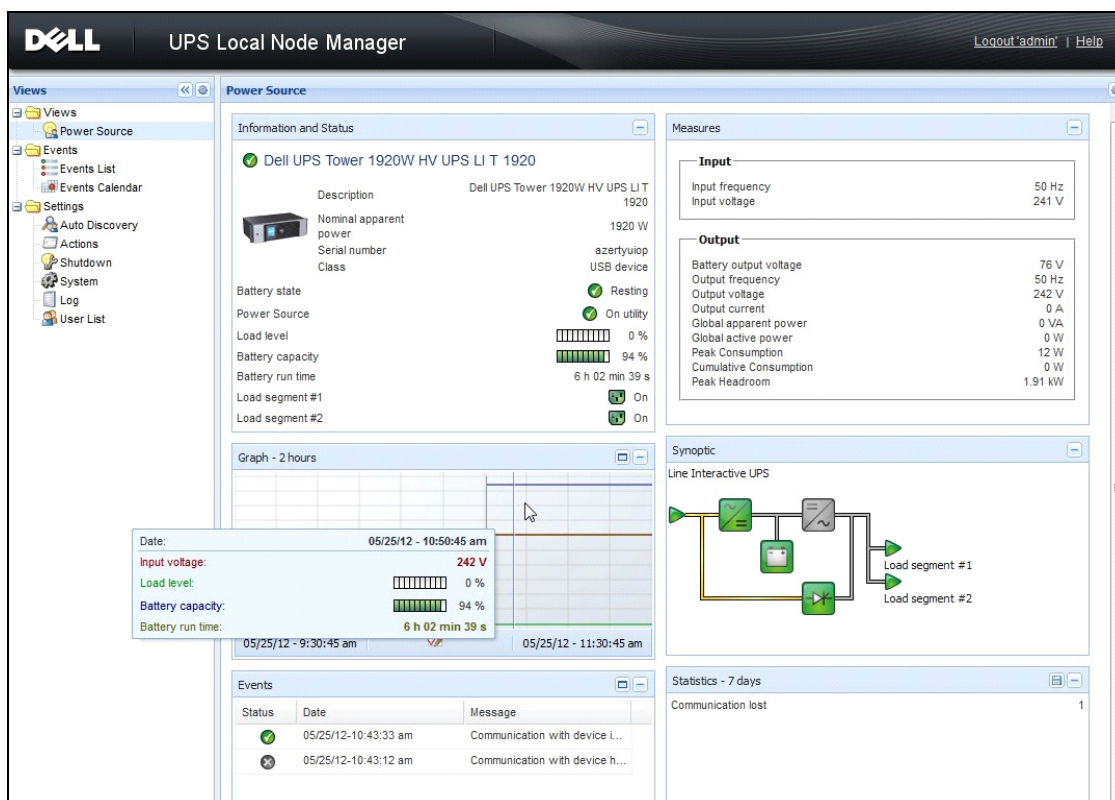 DELL
UPS Local Node Manager
Logout 'admin' | Help
Views
Views
Power Source
Events
Events List
Events Calendar
Settings
Auto Discovery
Actions
Shutdown
System
Log
User List
Power Source
Information and Status
Dell UPS Tower 1920W HV UPS LI T 1920
Description Dell UPS Tower 1920W HV UPS LI T
1920
Nominal apparent
power 1920 W
Serial number azertyuiop
Class USB device
Battery state Resting
Power Source On utility
Load level 0 %
Battery capacity 94 %
Battery run time 6 h 02 min 39 s
Load segment #1 On
Load segment #2 On
Measures
Input
Input frequency 50 Hz
Input voltage 241 V
Output
Battery output voltage 76 V
Output frequency 50 Hz
Output voltage 242 V
Output current 0 A
Global apparent power 0 VA
Global active power 0 W
Peak Consumption 12 W
Cumulative Consumption 0 W
Peak Headroom 1.91 kW
Graph - 2 hours
Date: 05/25/12 - 10:50:45 am
Input voltage: 242 V
Load level: 0 %
Battery capacity: 94 %
Battery run time: 6 h 02 min 39 s
05/25/12 - 9:30:45 am 05/25/12 - 11:30:45 am
Synoptic
Line Interactive UPS
Load segment #1
Load segment #2
Events
Status Date Message
05/25/12-10:43:33 am Communication with device i...
05/25/12-10:43:12 am Communication with device h...
Statistics - 7 days
Communication lost 1